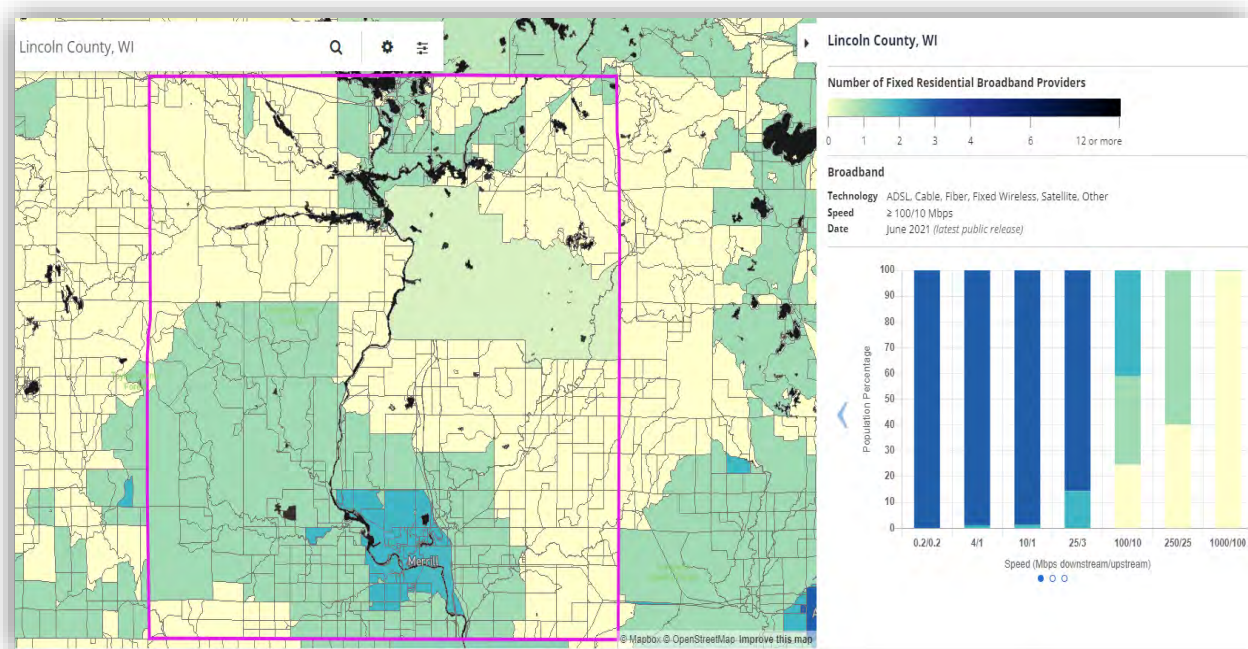 Lincoln County, WI
Merrill
© Mapbox © OpenStreetMap Improve this map
Lincoln County, WI
Number of Fixed Residential Broadband Providers
0 1 2 3 4 6 12 or more
Broadband
Technology ADSL, Cable, Fiber, Fixed Wireless, Satellite, Other
Speed ≥ 100/10 Mbps
Date June 2021 (latest public release)
Population Percentage
100
90
80
70
60
50
40
30
20
10
0
0.2/0.2 4/1 10/1 25/3 100/10 250/25 1000/100
Speed (Mbps downstream/upstream)